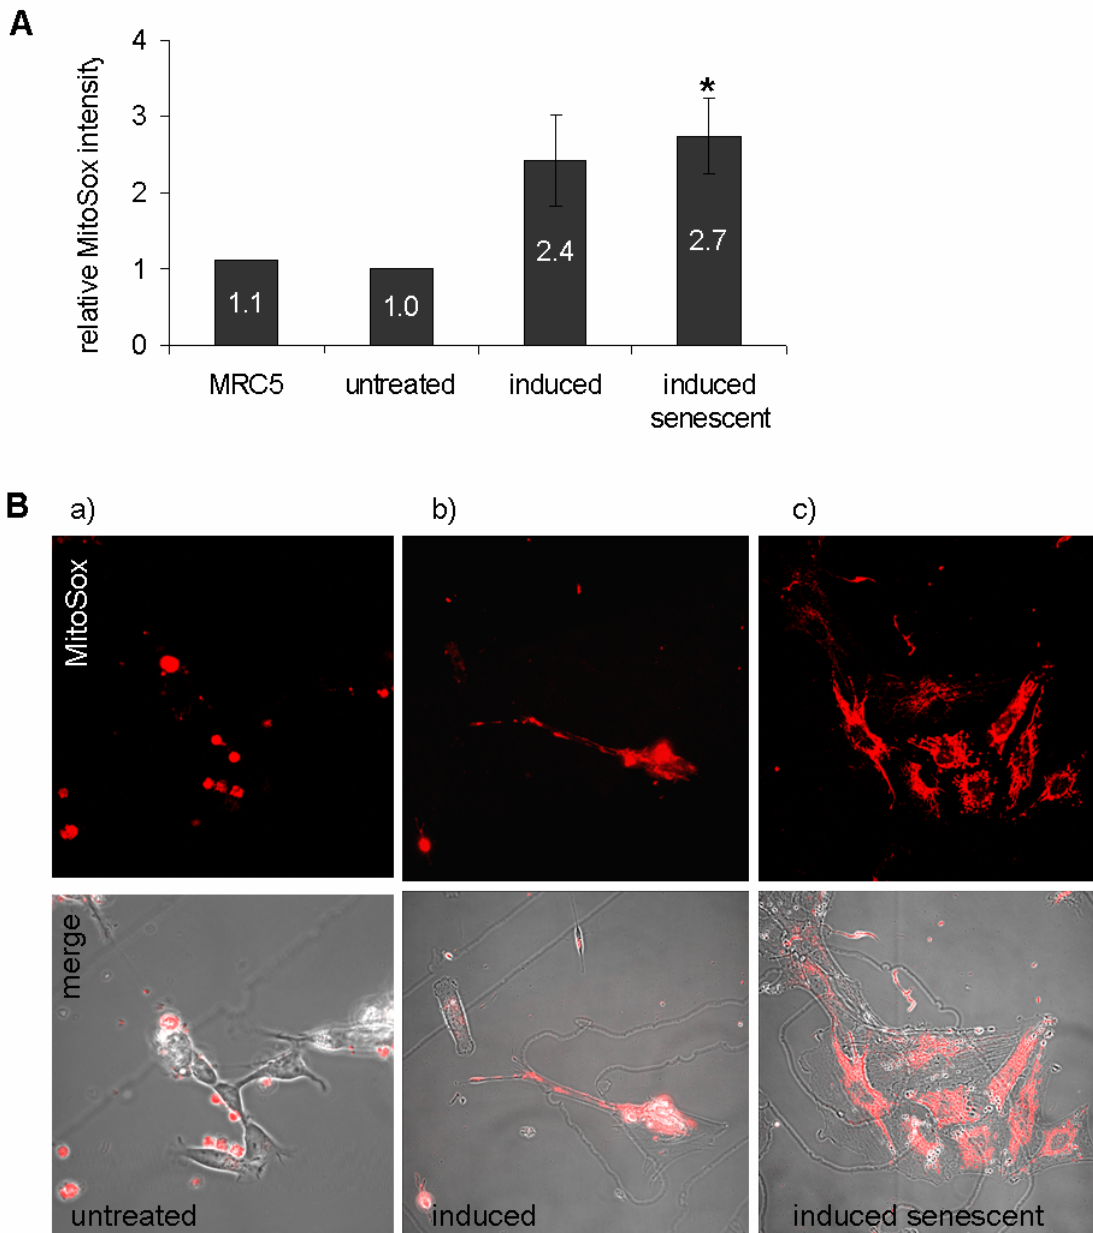 A
relative MitoSox intensity
4
3
2
1
0
*
1.1
1.0
2.4
2.7
MRC5
untreated
induced
induced
senescent
B
a)
b)
c)
MitoSox
merge
untreated
induced
induced senescent